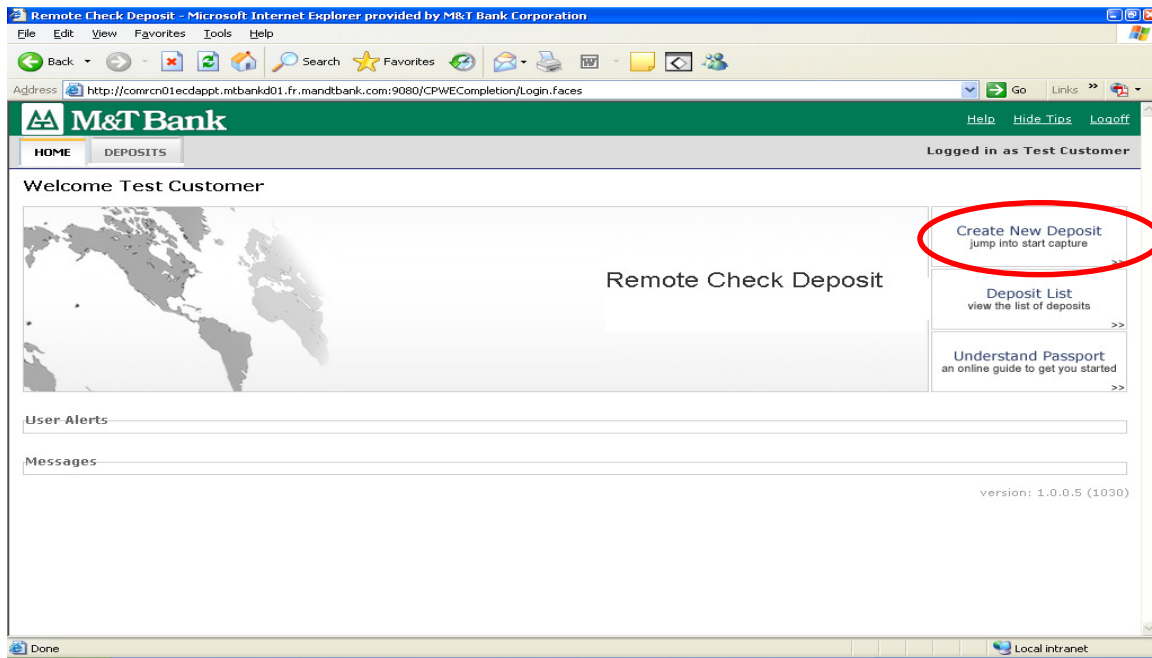 Remote Check Deposit - Microsoft Internet Explorer provided by M&T Bank Corporation
File Edit View Favorites Tools Help
Back Search Favorites
Address http://comrcn01ecdappt.mtbankd01.fr.mandtbank.com:9080/CPWECompletion/Login.faces Go Links »
M&T Bank Help Hide Tips Logoff
HOME DEPOSITS Logged in as Test Customer
Welcome Test Customer
Create New Deposit
jump into start capture
>>
Remote Check Deposit
Deposit List
view the list of deposits
>>
Understand Passport
an online guide to get you started
>>
User Alerts
Messages
version: 1.0.0.5 (1030)
Done Local intranet